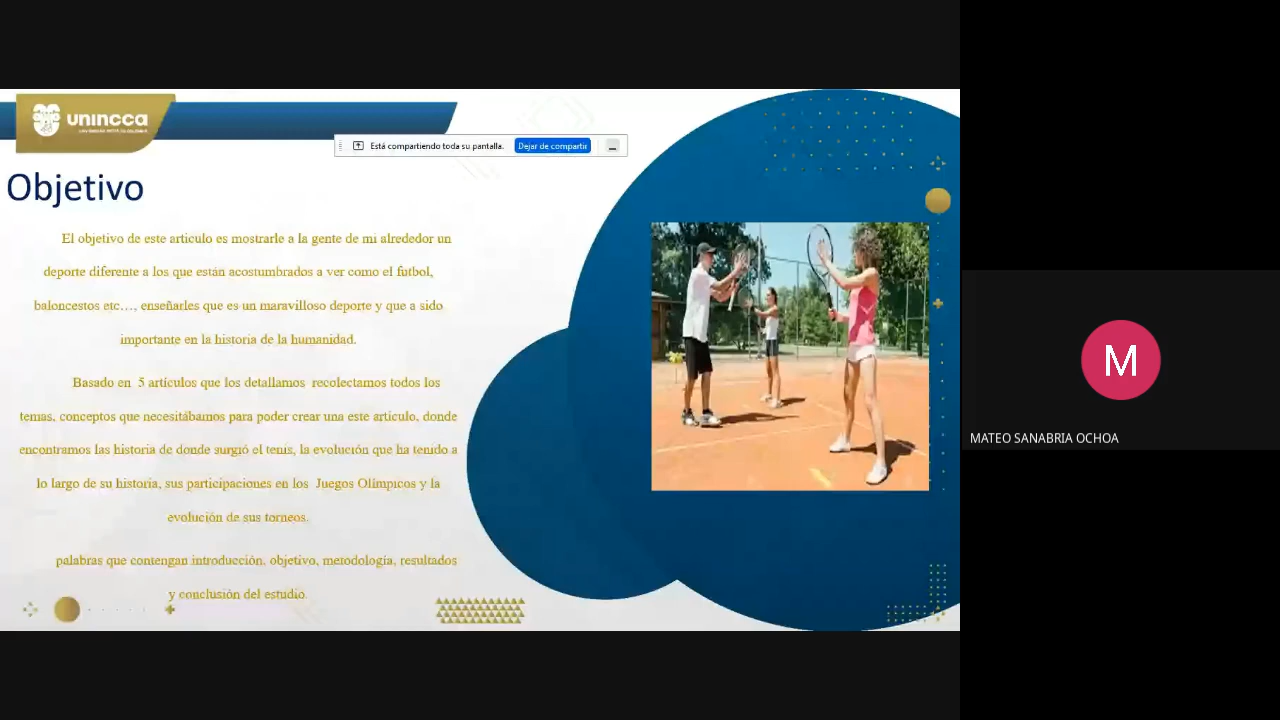 unincca
Está compartiendo toda su pantalla.
Dejar de compartir
Objetivo
El objetivo de este articulo es mostrarle a la gente de mi alrededor un
deporte diferente a los que están acostumbrados a ver como el futbol,
baloncestos etc…, enseñarles que es un maravilloso deporte y que a sido
importante en la historia de la humanidad.
Basado en 5 artículos que los detallamos recolectamos todos los
temas, conceptos que necesitábamos para poder crear una este articulo, donde
encontramos las historia de donde surgió el tenis, la evolución que ha tenido a
lo largo de su historia, sus participaciones en los Juegos Olímpicos y la
evolución de sus torneos.
palabras que contengan introducción, objetivo, metodología, resultados
y conclusión del estudio.
M
MATEO SANABRIA OCHOA